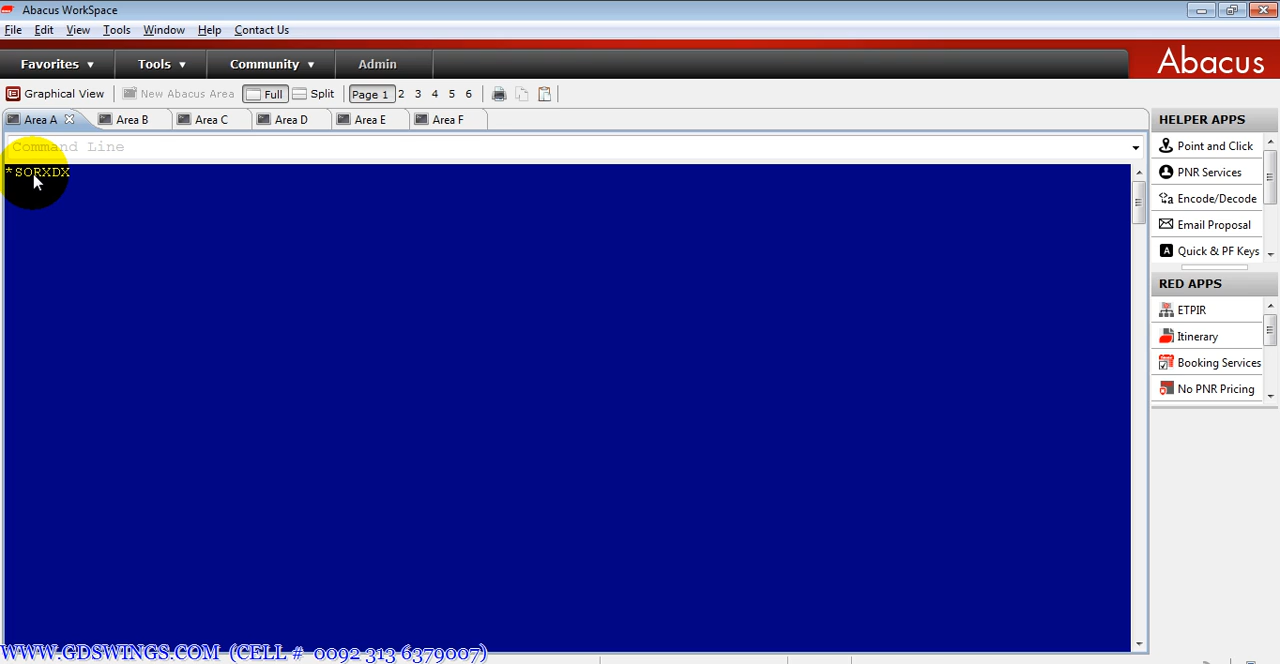 Abacus WorkSpace
File Edit View Tools Window Help Contact Us
Favorites Tools Community Admin
Abacus
Graphical View New Abacus Area Full Split Page 1 2 3 4 5 6
Area A Area B Area C Area D Area E Area F
Command Line
*SORXDX
HELPER APPS
Point and Click
PNR Services
Encode/Decode
Email Proposal
Quick & PF Keys
RED APPS
ETPIR
Itinerary
Booking Services
No PNR Pricing
WWW.GDSWINGS.COM (CELL # 0092 313 6379007)